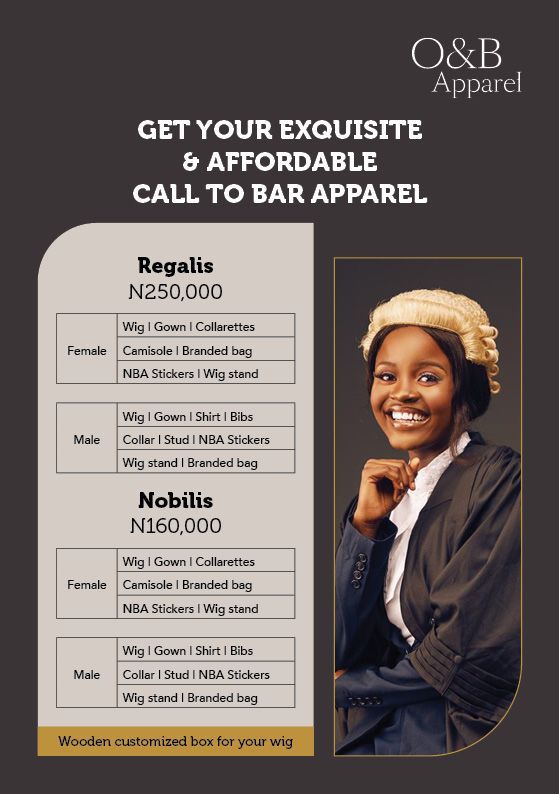 O&B
Apparel
GET YOUR EXQUISITE
& AFFORDABLE
CALL TO BAR APPAREL
Regalis
N250,000
Female
Wig | Gown | Collarettes
Camisole | Branded bag
NBA Stickers | Wig stand
Male
Wig | Gown | Shirt | Bibs
Collar | Stud | NBA Stickers
Wig stand | Branded bag
Nobilis
N160,000
Female
Wig | Gown | Collarettes
Camisole | Branded bag
NBA Stickers | Wig stand
Male
Wig | Gown | Shirt | Bibs
Collar | Stud | NBA Stickers
Wig stand | Branded bag
Wooden customized box for your wig